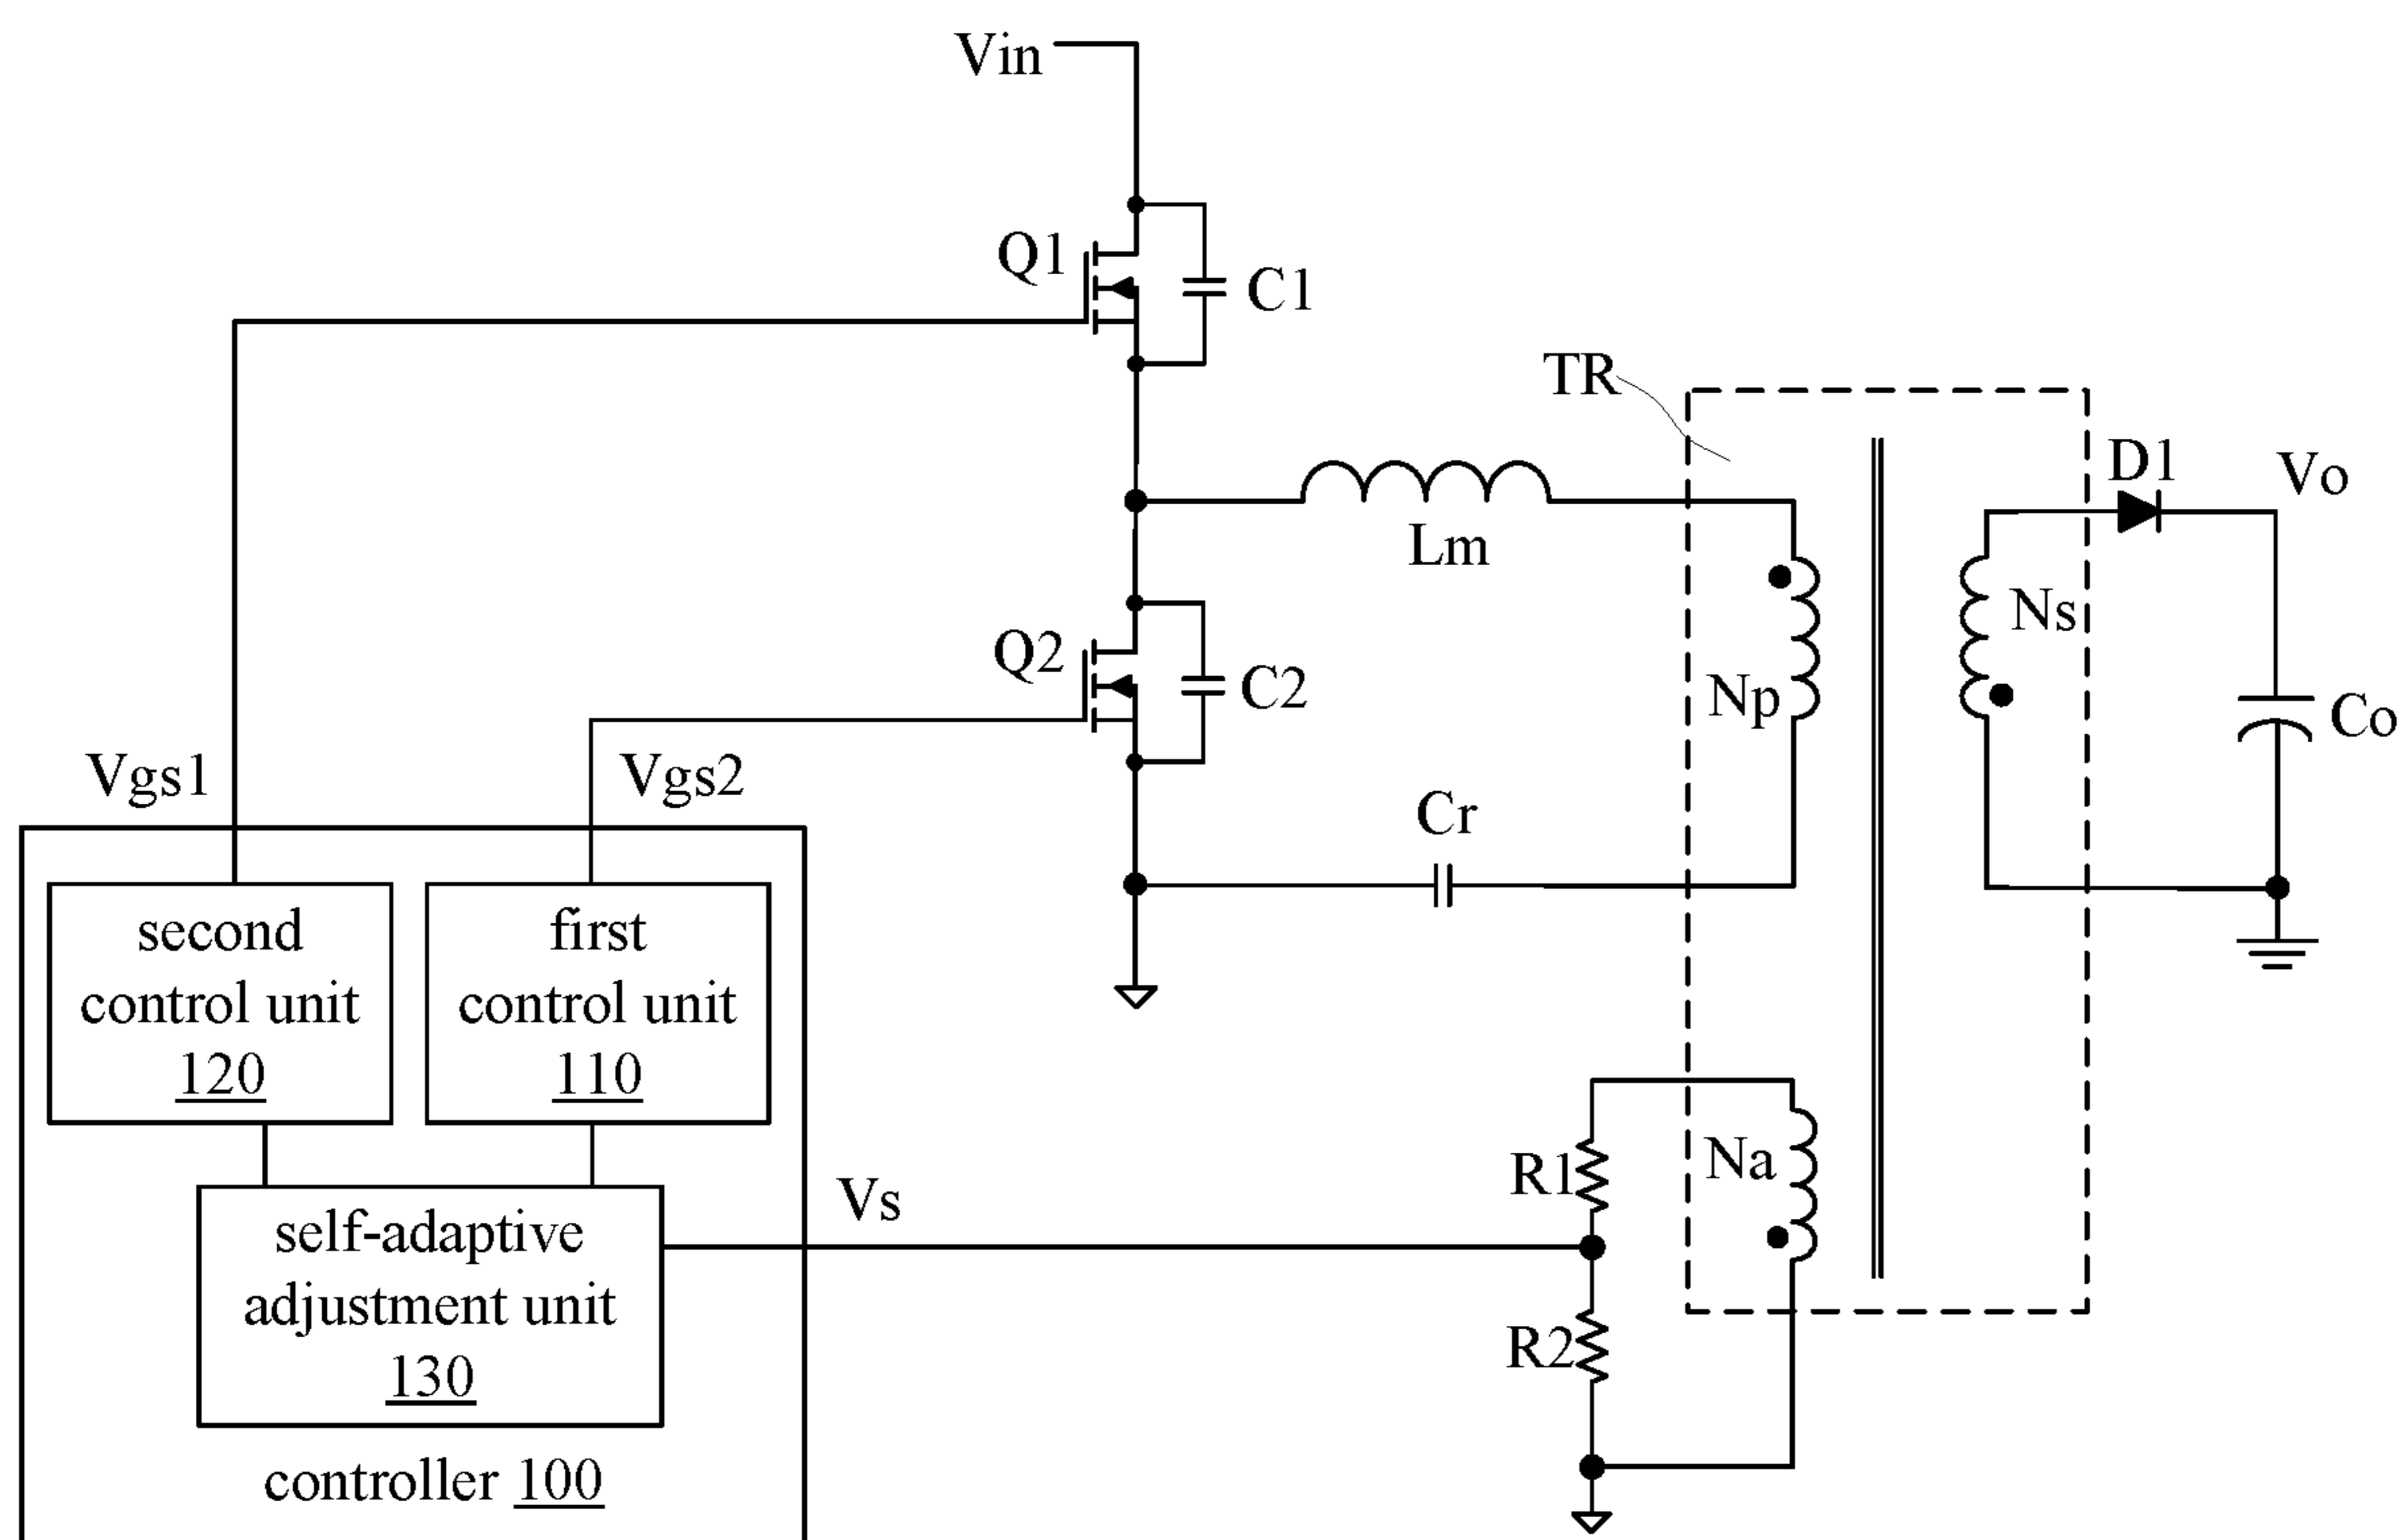 Vin
Q1
C1
TR
D1
Vo
Lm
Ns
Q2
C2
Np
Co
Vgs1
Vgs2
Cr
second
control unit
120
first
control unit
110
Na
R1
Vs
self-adaptive
adjustment unit
130
R2
controller 100